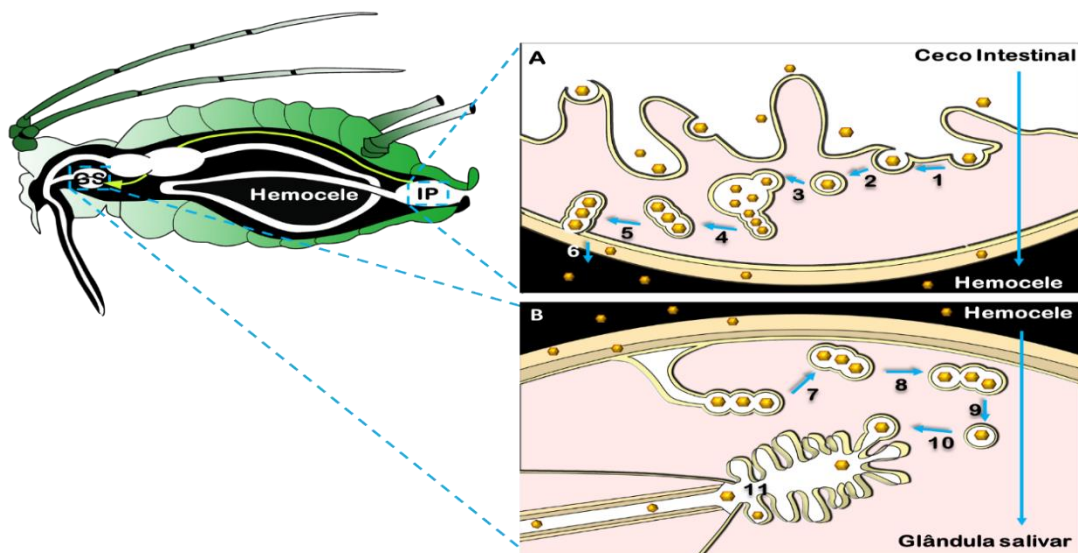 GS
Hemocele
IP
A
Ceco Intestinal
1
2
3
4
5
6
Hemocele
B
Hemocele
7
8
9
10
11
Glândula salivar